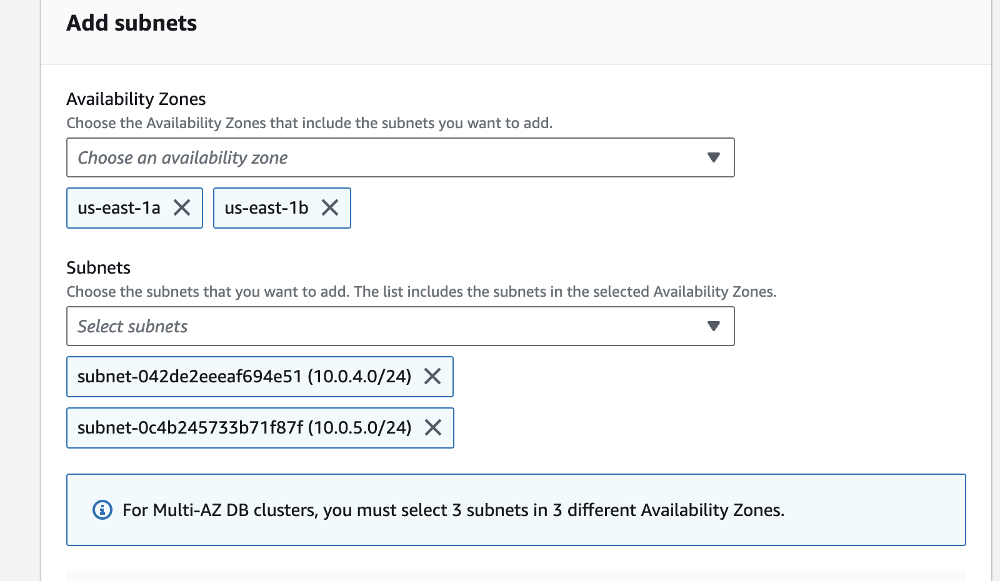 Add subnets
Availability Zones
Choose the Availability Zones that include the subnets you want to add.
Choose an availability zone
us-east-1a
us-east-1b
Subnets
Choose the subnets that you want to add. The list includes the subnets in the selected Availability Zones.
Select subnets
subnet-042de2eeeaf694e51 (10.0.4.0/24)
subnet-0c4b245733b71f87f (10.0.5.0/24)
For Multi-AZ DB clusters, you must select 3 subnets in 3 different Availability Zones.